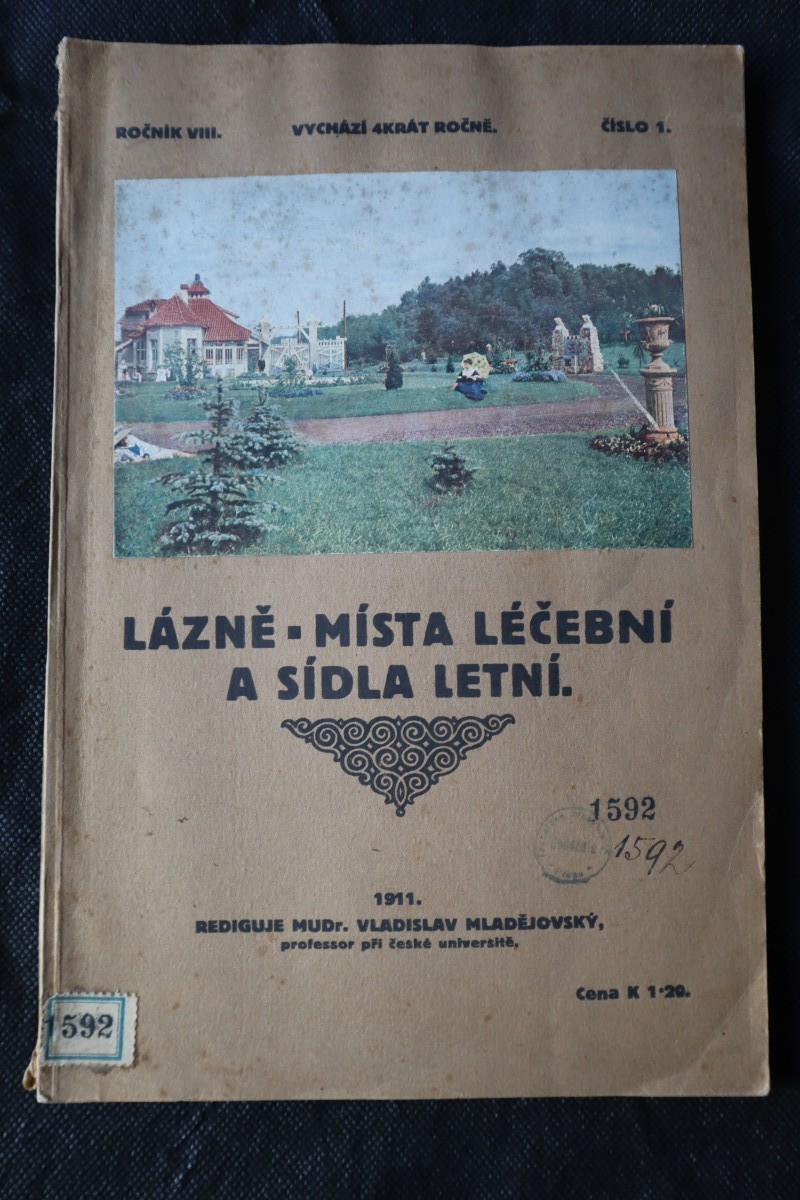 ROČNÍK VIII. VYCHÁZÍ 4KRÁT ROČNĚ. ČÍSLO 1.
LÁZNĚ ▪ MÍSTA LÉČEBNÍ
A SÍDLA LETNÍ.
1592
1592
1911.
REDIGUJE MUDr. VLADISLAV MLADĚJOVSKÝ,
professor při české universitě.
Cena K 1·20.
1592